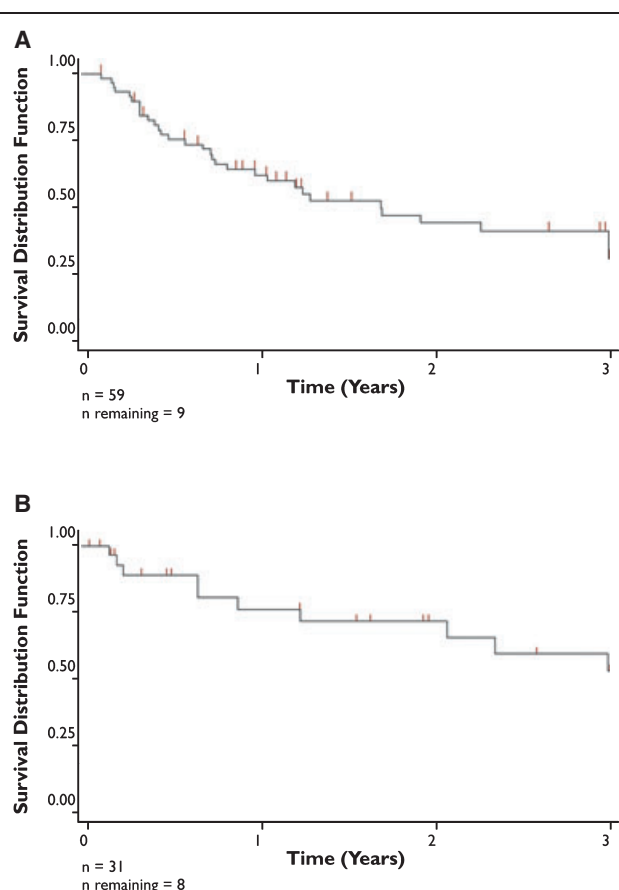 A
1.00
0.75
0.50
0.25
0.00
Survival Distribution Function
0 1 2 3
Time (Years)
n = 59
n remaining = 9
B
1.00
0.75
0.50
0.25
0.00
Survival Distribution Function
0 1 2 3
Time (Years)
n = 31
n remaining = 8